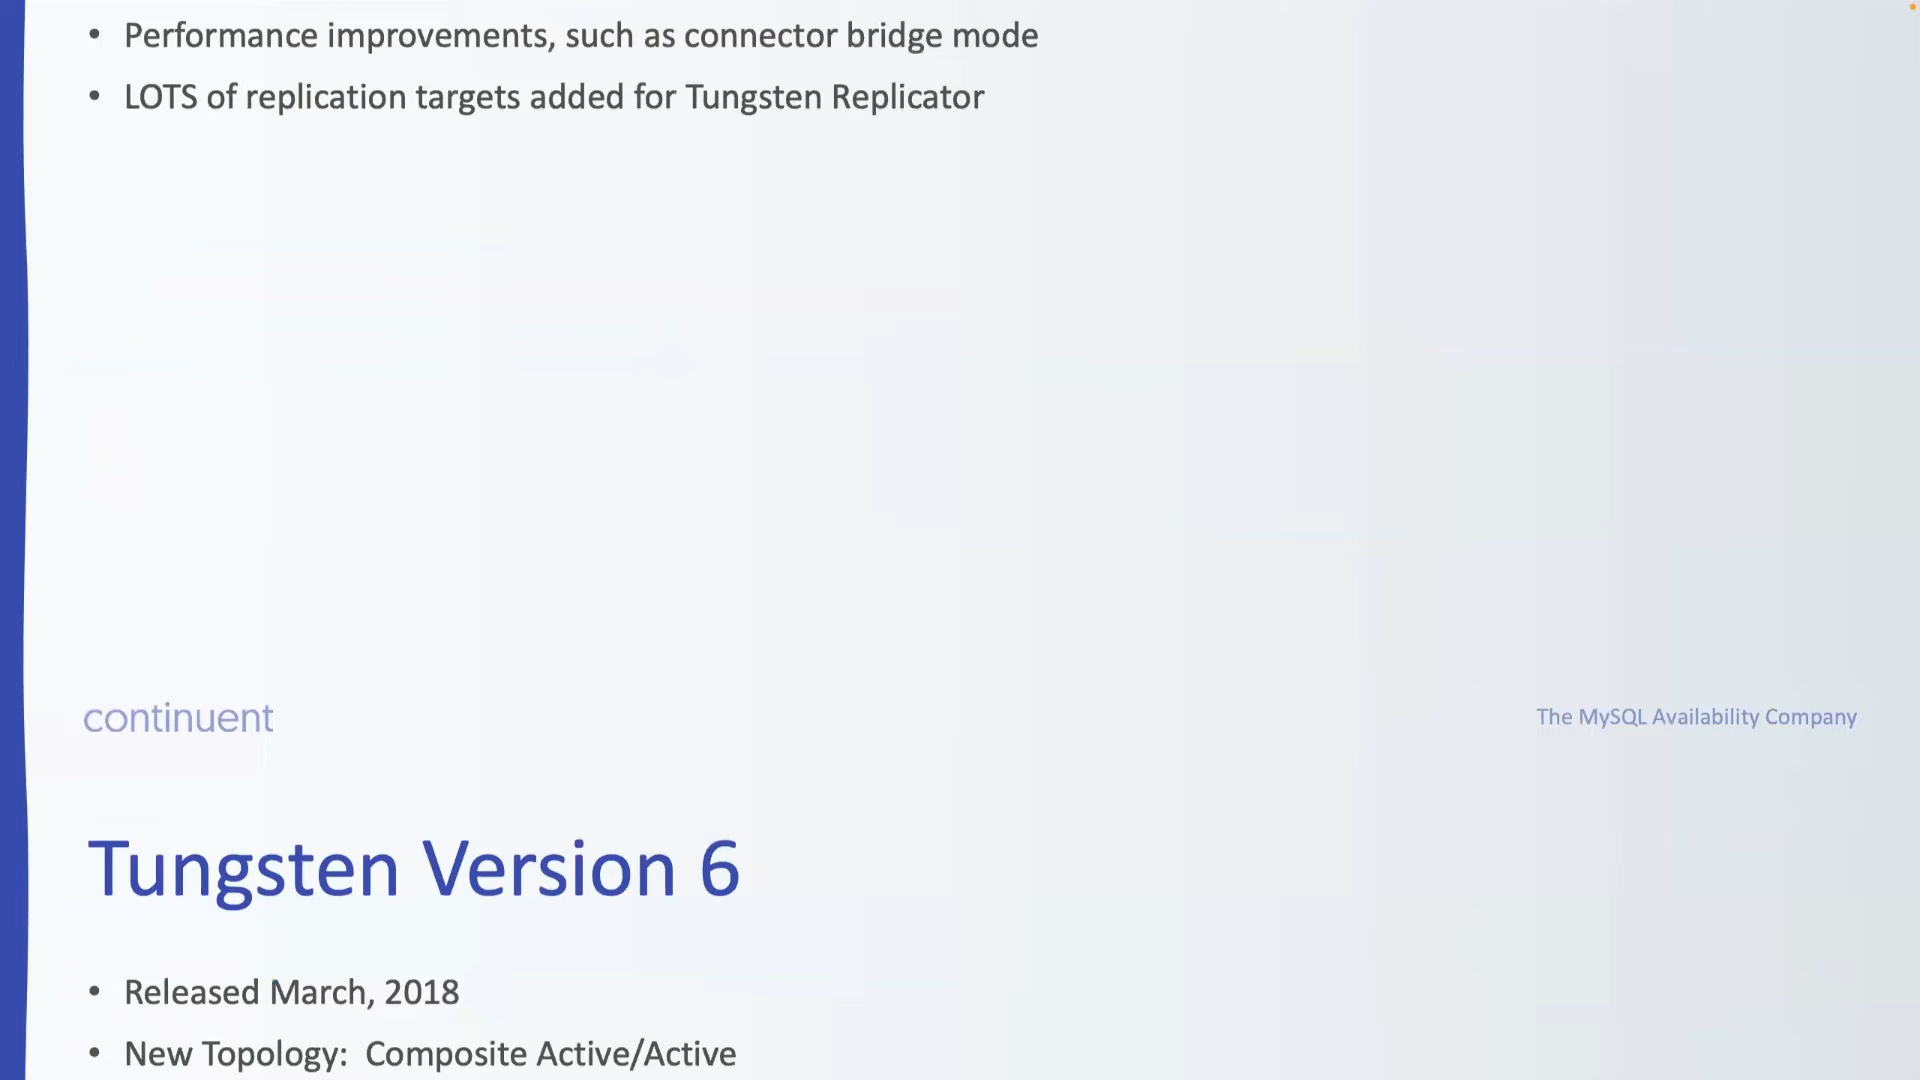 • Performance improvements, such as connector bridge mode
• LOTS of replication targets added for Tungsten Replicator
continuent
The MySQL Availability Company
Tungsten Version 6
• Released March, 2018
• New Topology:  Composite Active/Active